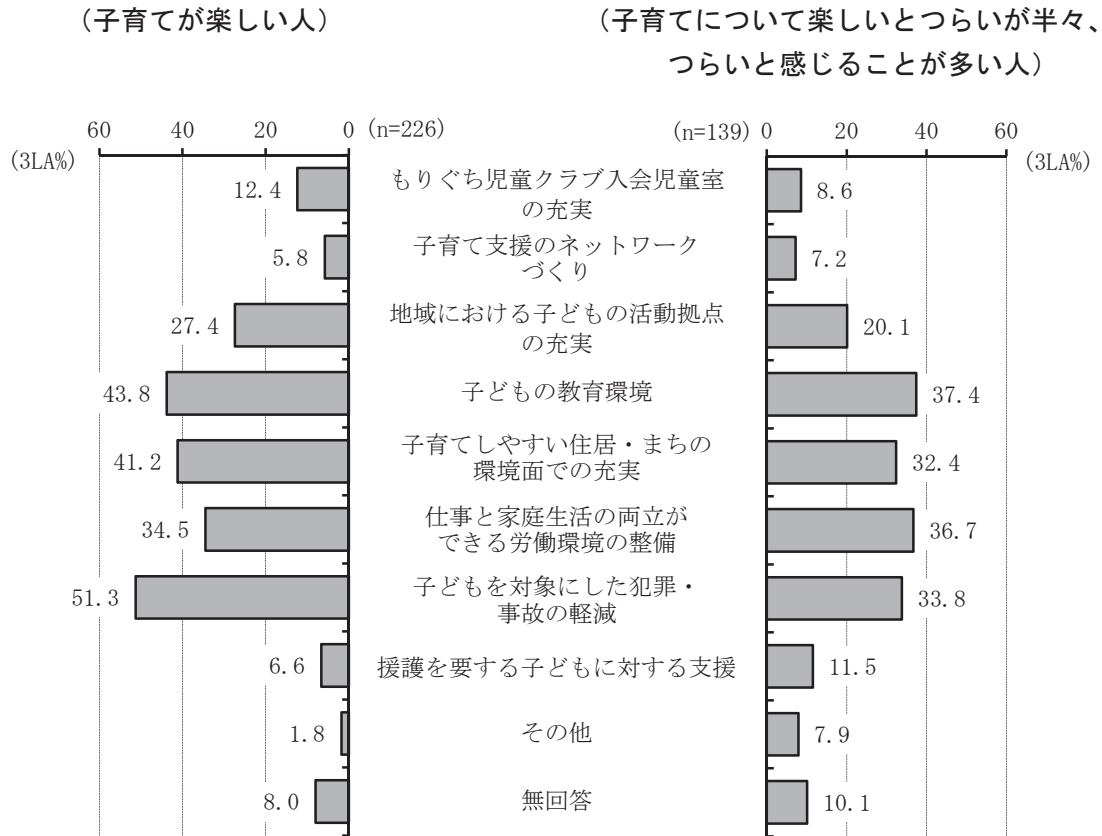 （子育てが楽しい人）
（子育てについて楽しいとつらいが半々、
つらいと感じることが多い人）
60 40 20 0 (n=226)
(n=139) 0 20 40 60
(3LA%)
(3LA%)
12.4 もりぐち児童クラブ入会児童室 8.6
の充実
5.8 子育て支援のネットワーク 7.2
づくり
27.4 地域における子どもの活動拠点 20.1
の充実
43.8 子どもの教育環境 37.4
41.2 子育てしやすい住居・まちの 32.4
環境面での充実
34.5 仕事と家庭生活の両立が 36.7
できる労働環境の整備
51.3 子どもを対象にした犯罪・ 33.8
事故の軽減
6.6 援護を要する子どもに対する支援 11.5
1.8 その他 7.9
8.0 無回答 10.1